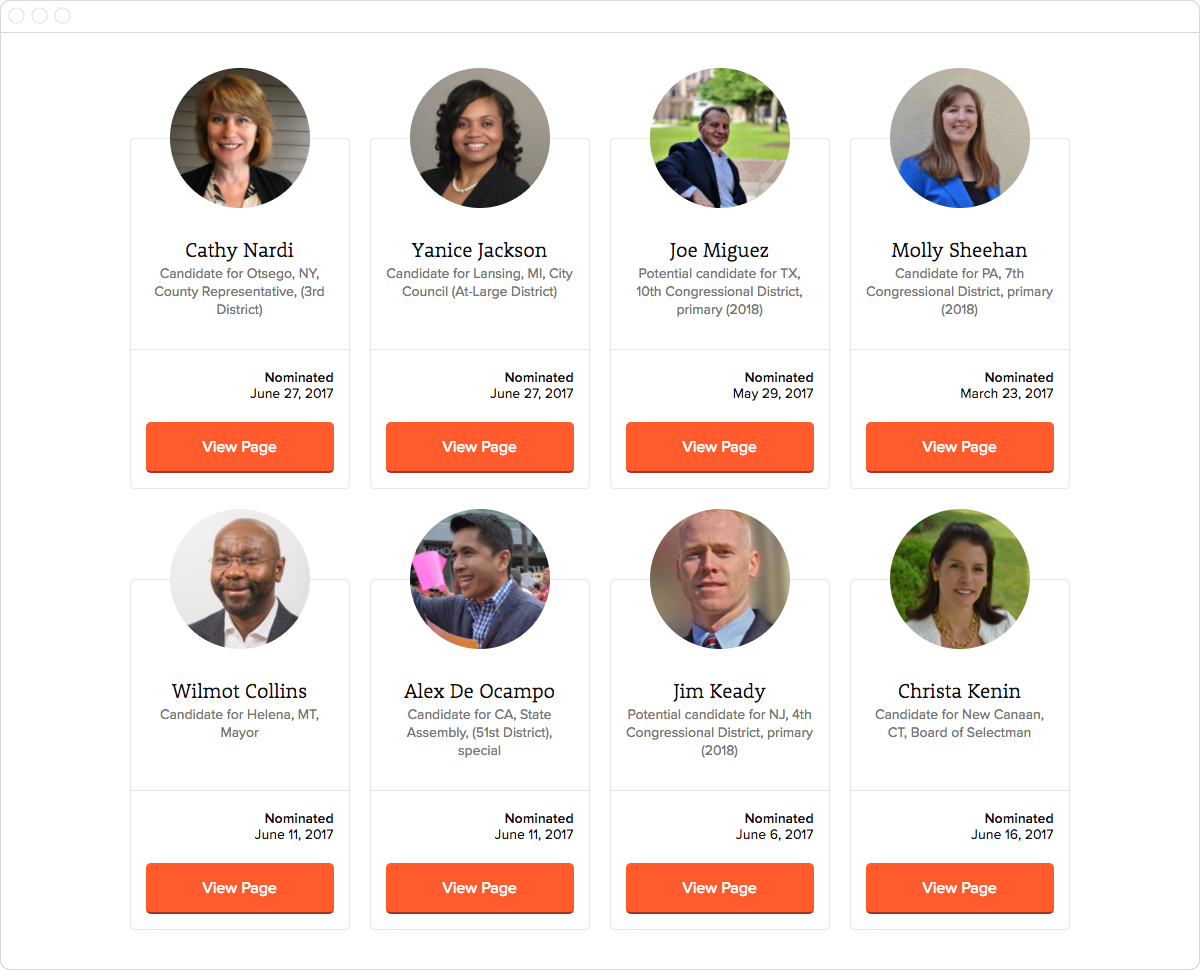 Cathy Nardi
Candidate for Otsego, NY,
County Representative, (3rd
District)
Nominated
June 27, 2017
View Page
Yanice Jackson
Candidate for Lansing, MI, City
Council (At-Large District)
Nominated
June 27, 2017
View Page
Joe Miguez
Potential candidate for TX,
10th Congressional District,
primary (2018)
Nominated
May 29, 2017
View Page
Molly Sheehan
Candidate for PA, 7th
Congressional District, primary
(2018)
Nominated
March 23, 2017
View Page
Wilmot Collins
Candidate for Helena, MT,
Mayor
Nominated
June 11, 2017
View Page
Alex De Ocampo
Candidate for CA, State
Assembly, (51st District),
special
Nominated
June 11, 2017
View Page
Jim Keady
Potential candidate for NJ, 4th
Congressional District, primary
(2018)
Nominated
June 6, 2017
View Page
Christa Kenin
Candidate for New Canaan,
CT, Board of Selectman
Nominated
June 16, 2017
View Page